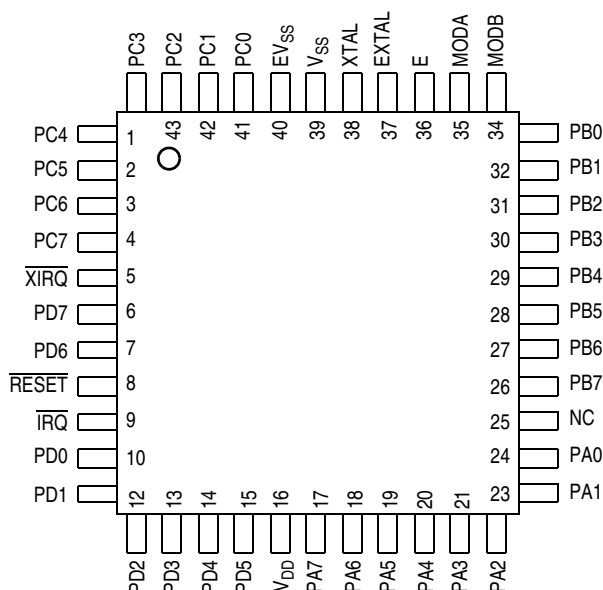 PC3 PC2 PC1 PC0 EVSS VSS XTAL EXTAL E MODA MODB
43 42 41 40 39 38 37 36 35 34
PC4 1 PB0
PC5 2 32 PB1
PC6 3 31 PB2
PC7 4 30 PB3
XIRQ 5 29 PB4
PD7 6 28 PB5
PD6 7 27 PB6
RESET 8 26 PB7
IRQ 9 25 NC
PD0 10 24 PA0
PD1 23 PA1
12 13 14 15 16 17 18 19 20 21
PD2 PD3 PD4 PD5 VDD PA7 PA6 PA5 PA4 PA3 PA2